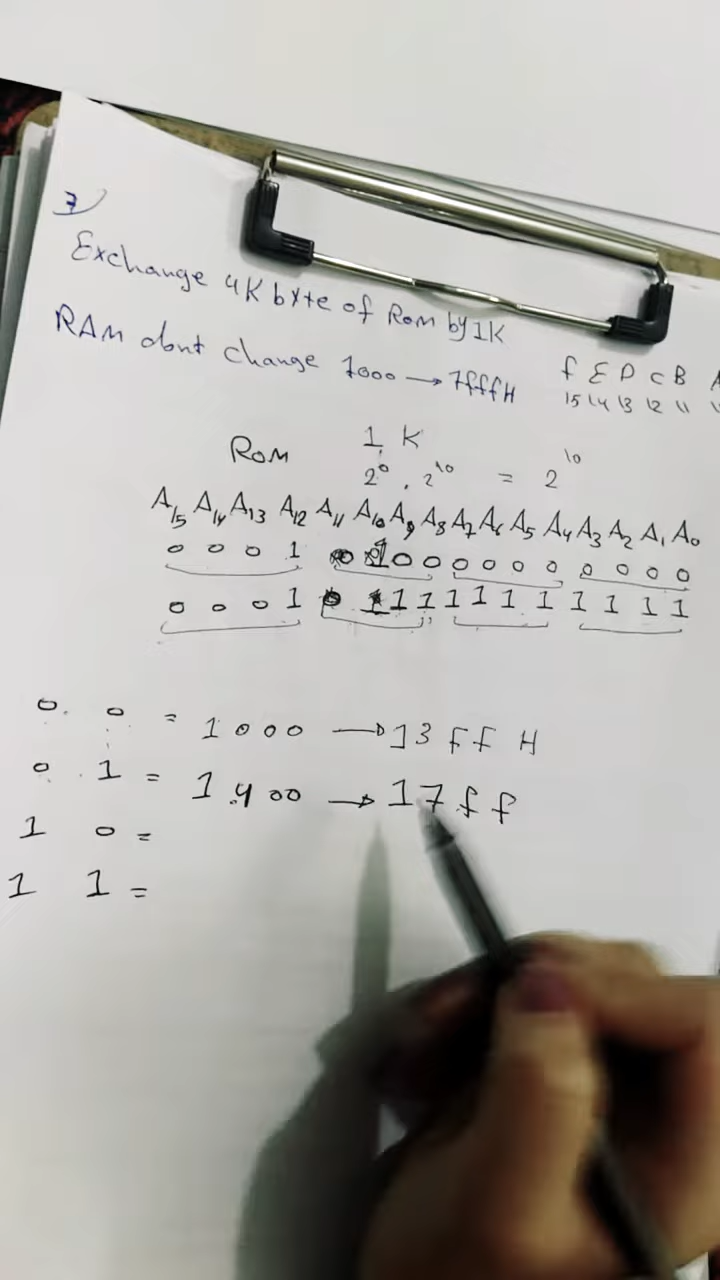 7
Exchange 4K byte of Rom by 1K
RAM dont change 7000 → 7fffH
f E D C B A
15 14 13 12 11
Rom 1 K
2⁰ . 2¹⁰ = 2¹⁰
A₁₅ A₁₄ A₁₃ A₁₂ A₁₁ A₁₀ A₉ A₈ A₇ A₆ A₅ A₄ A₃ A₂ A₁ A₀
0 0 0 1 0 1 0 0 0 0 0 0 0 0 0 0
0 0 0 1 0 1 1 1 1 1 1 1 1 1 1 1
0 0 = 1000 → 13ffH
0 1 = 1400 → 17ff
1 0 =
1 1 =